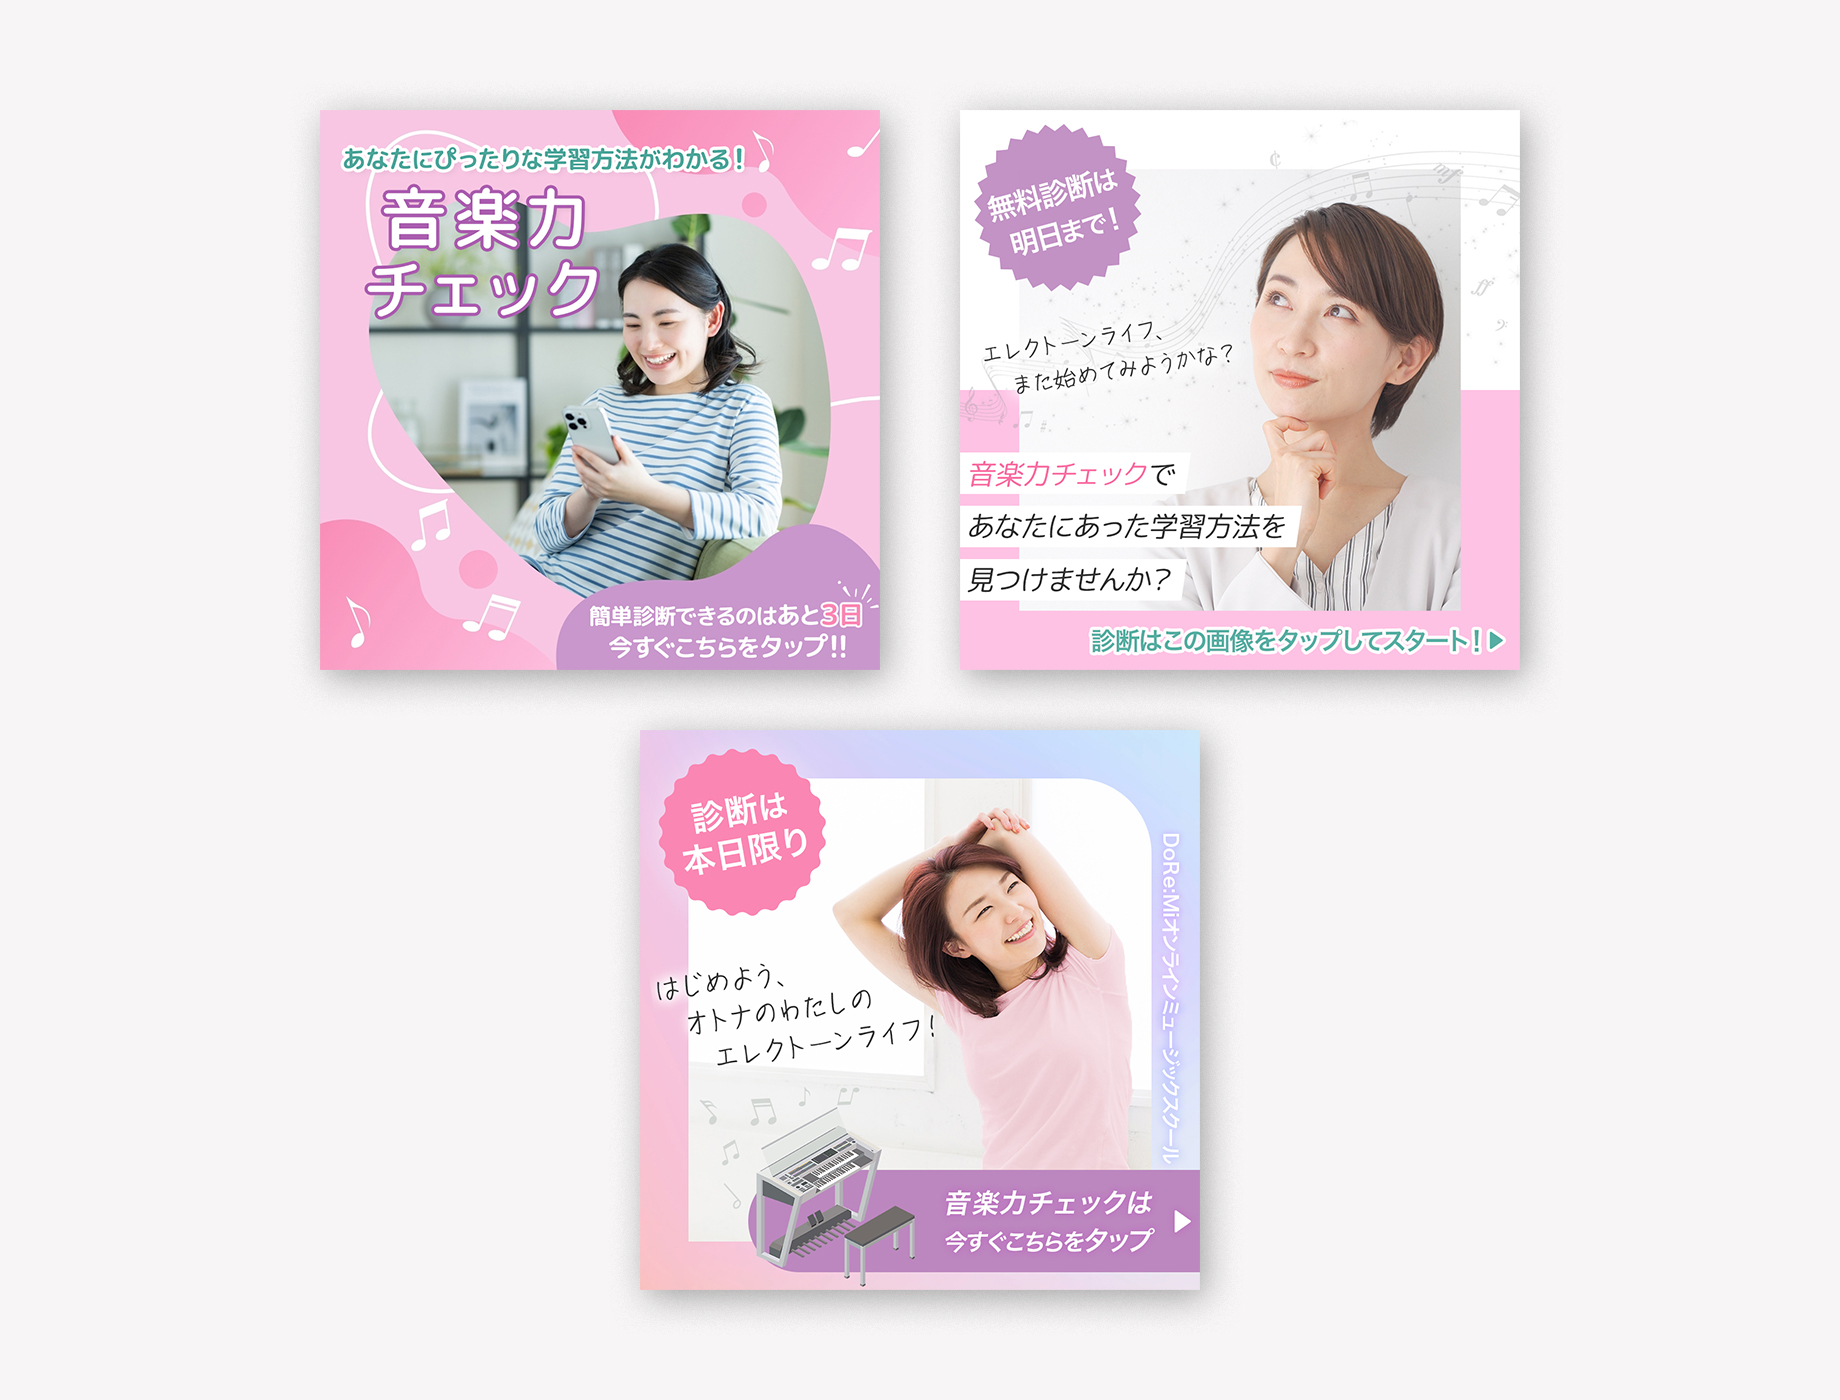 あなたにぴったりな学習方法がわかる!
音楽力
チェック
簡単診断できるのはあと3日
今すぐこちらをタップ!!
無料診断は
明日まで!
mf
ff
エレクトーンライフ、
また始めてみようかな?
音楽力チェックで
あなたにあった学習方法を
見つけませんか?
診断はこの画像をタップしてスタート!▶
診断は
本日限り
DoRe:Miオンラインミュージックスクール
はじめよう、
オトナのわたしの
エレクトーンライフ!
音楽力チェックは
今すぐこちらをタップ